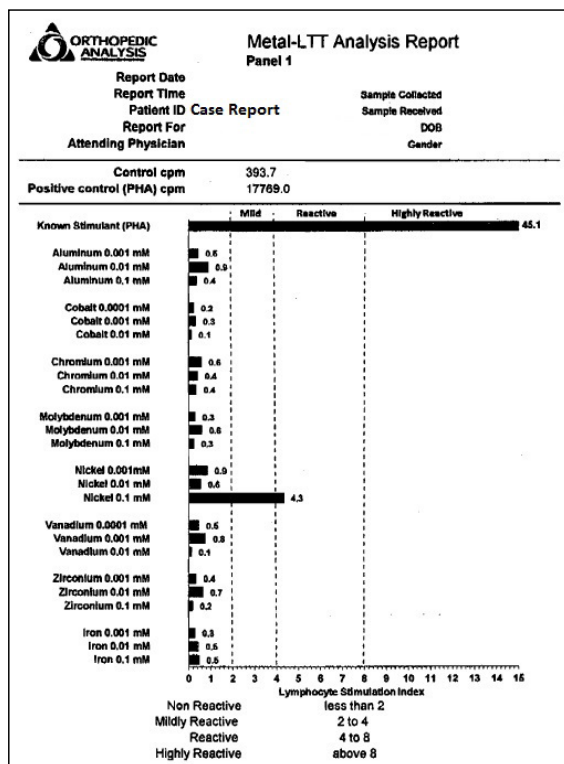 ORTHOPEDIC
ANALYSIS
Metal-LTT Analysis Report
Panel 1
Report Date
Report Time
Sample Collected
Patient ID Case Report
Sample Received
Report For
DOB
Attending Physician
Gender
Control cpm 393.7
Positive control (PHA) cpm 17769.0
Mild Reactive Highly Reactive
Known Stimulant (PHA) 45.1
Aluminum 0.001 mM 0.5
Aluminum 0.01 mM 0.9
Aluminum 0.1 mM 0.4
Cobalt 0.0001 mM 0.2
Cobalt 0.001 mM 0.3
Cobalt 0.01 mM 0.1
Chromium 0.001 mM 0.6
Chromium 0.01 mM 0.4
Chromium 0.1 mM 0.4
Molybdenum 0.001 mM 0.3
Molybdenum 0.01 mM 0.6
Molybdenum 0.1 mM 0.3
Nickel 0.001mM 0.9
Nickel 0.01 mM 0.6
Nickel 0.1 mM 4.3
Vanadium 0.0001 mM 0.5
Vanadium 0.001 mM 0.8
Vanadium 0.01 mM 0.1
Zirconium 0.001 mM 0.4
Zirconium 0.01 mM 0.7
Zirconium 0.1 mM 0.2
Iron 0.001 mM 0.3
Iron 0.01 mM 0.5
Iron 0.1 mM 0.5
0 1 2 3 4 5 6 7 8 9 10 11 12 13 14 15
Lymphocyte Stimulation Index
Non Reactive less than 2
Mildly Reactive 2 to 4
Reactive 4 to 8
Highly Reactive above 8